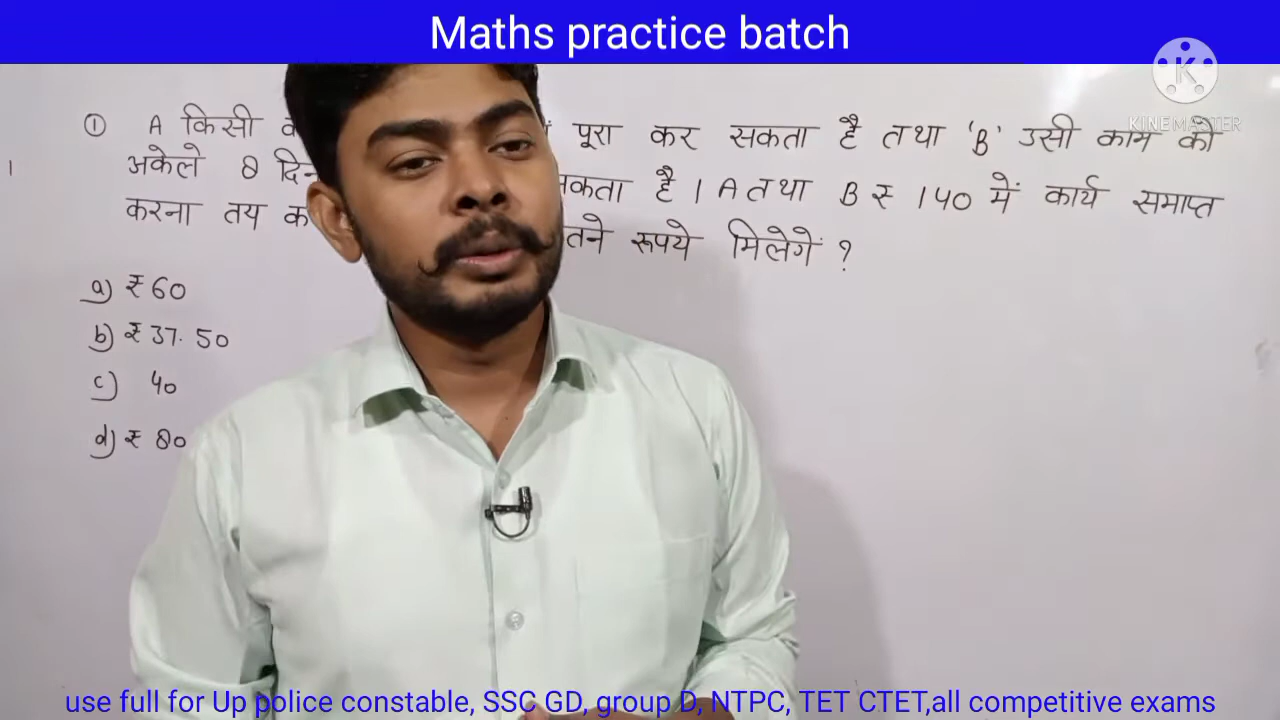 Maths practice batch
KINEMASTER
① A किसी पूरा कर सकता है तथा 'B' उसी काम को
अकेले 8 है । A तथा B ₹ 140 में कार्य समाप्त
करना तय रूपये मिलेगें ?
a) ₹ 60
b) ₹ 37.50
c) 40
d) ₹ 80
use full for Up police constable, SSC GD, group D, NTPC, TET CTET,all competitive exams